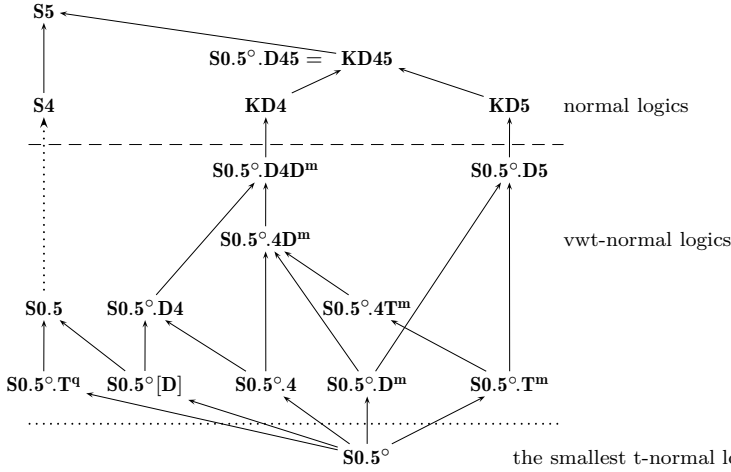 S5
S0.5°.D45 = KD45
S4 KD4 KD5 normal logics
S0.5°.D4Dᵐ S0.5°.D5
S0.5°.4Dᵐ vwt-normal logics
S0.5 S0.5°.D4 S0.5°.4Tᵐ
S0.5°.T^q S0.5°[D] S0.5°.4 S0.5°.Dᵐ S0.5°.Tᵐ
S0.5° the smallest t-normal